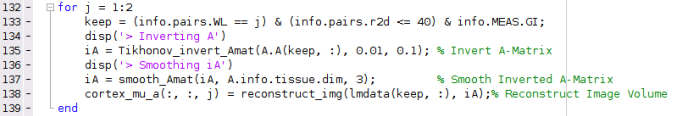 132 - for j = 1:2
133 - keep = (info.pairs.WL == j) & (info.pairs.r2d <= 40) & info.MEAS.GI;
134 - disp('> Inverting A')
135 - iA = Tikhonov_invert_Amat(A.A(keep, :), 0.01, 0.1); % Invert A-Matrix
136 - disp('> Smoothing iA')
137 - iA = smooth_Amat(iA, A.info.tissue.dim, 3); % Smooth Inverted A-Matrix
138 - cortex_mu_a(:, :, j) = reconstruct_img(lmdata(keep, :), iA);% Reconstruct Image Volume
139 - end